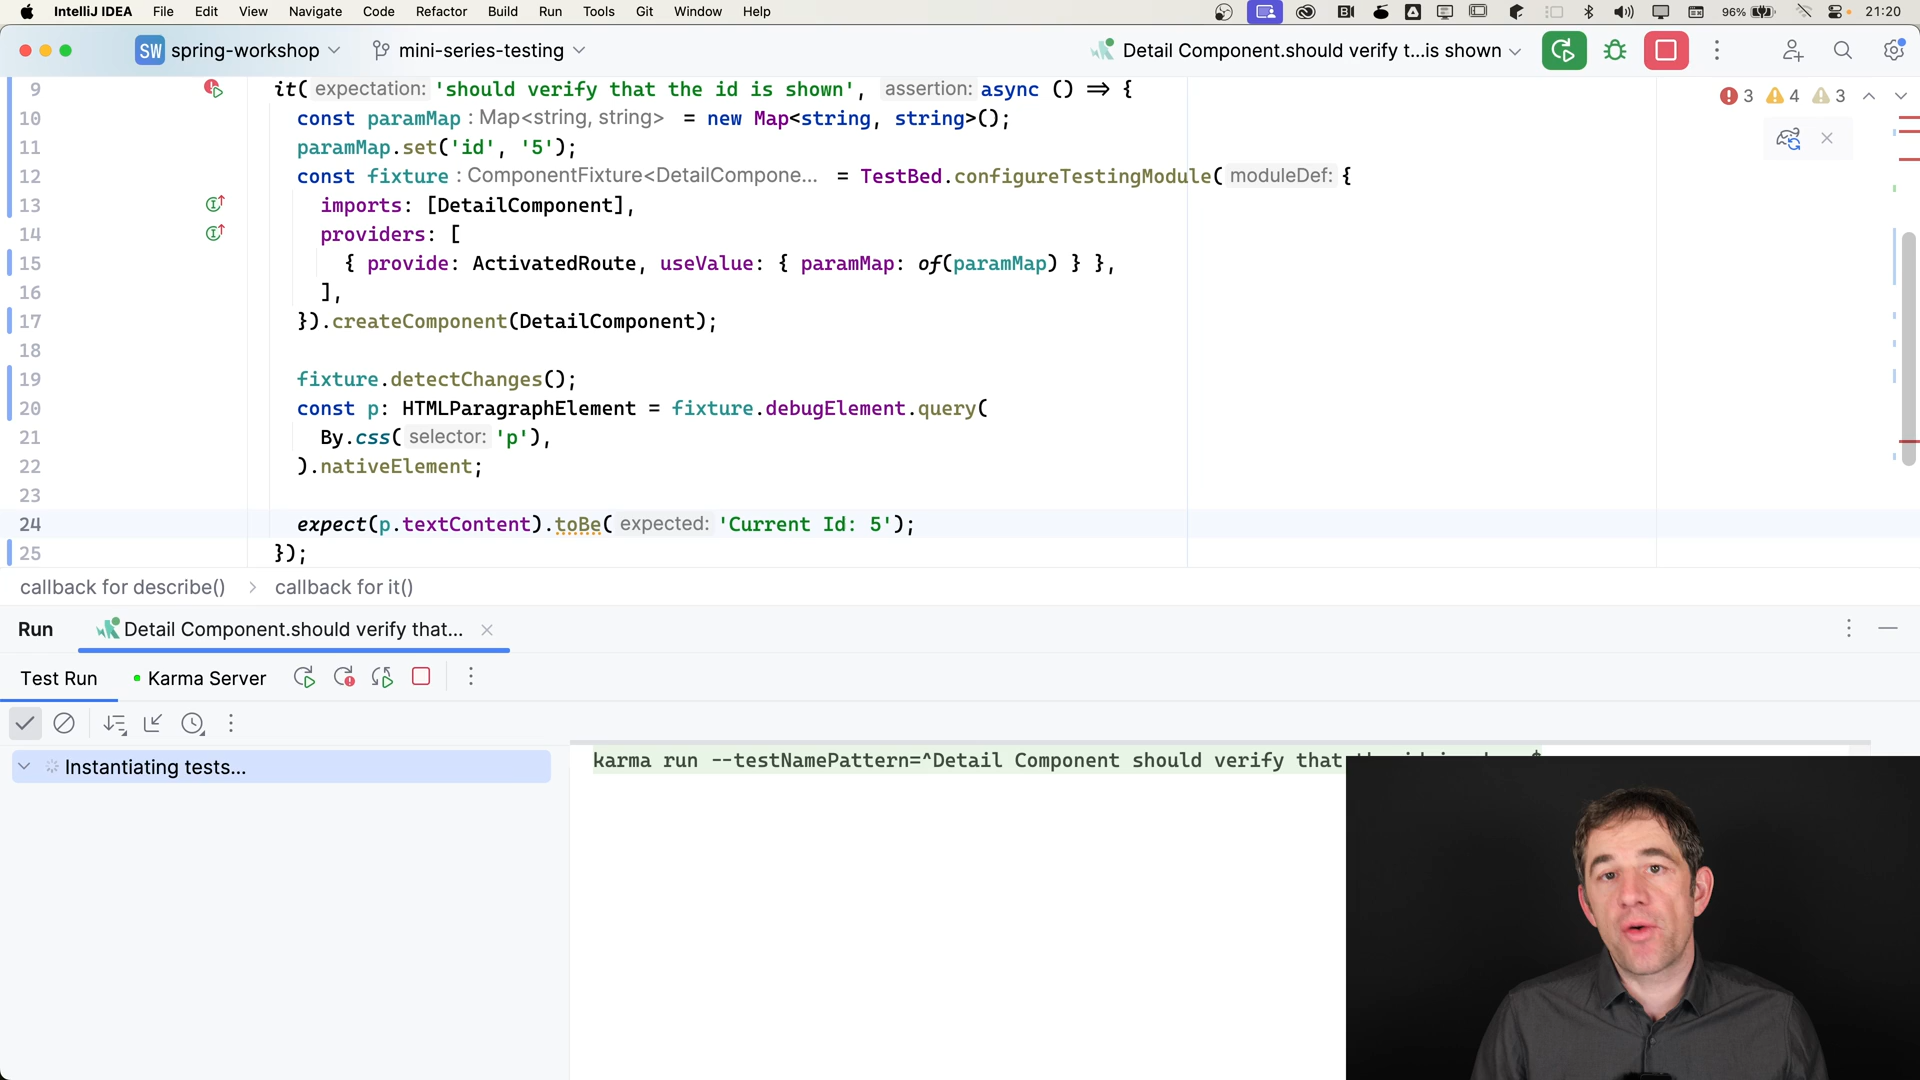 IntelliJ IDEA File Edit View Navigate Code Refactor Build Run Tools Git Window Help 96% 21:20
SW spring-workshop mini-series-testing Detail Component.should verify t...is shown
3 4 3
9 it( expectation: 'should verify that the id is shown', assertion: async () => {
10 const paramMap : Map<string, string> = new Map<string, string>();
11 paramMap.set('id', '5');
12 const fixture : ComponentFixture<DetailCompone... = TestBed.configureTestingModule( moduleDef: {
13 imports: [DetailComponent],
14 providers: [
15 { provide: ActivatedRoute, useValue: { paramMap: of(paramMap) } },
16 ],
17 }).createComponent(DetailComponent);
18
19 fixture.detectChanges();
20 const p: HTMLParagraphElement = fixture.debugElement.query(
21 By.css( selector: 'p'),
22 ).nativeElement;
23
24 expect(p.textContent).toBe( expected: 'Current Id: 5');
25 });
callback for describe() > callback for it()
Run Detail Component.should verify that...
Test Run Karma Server
Instantiating tests...
karma run --testNamePattern=^Detail Component should verify that